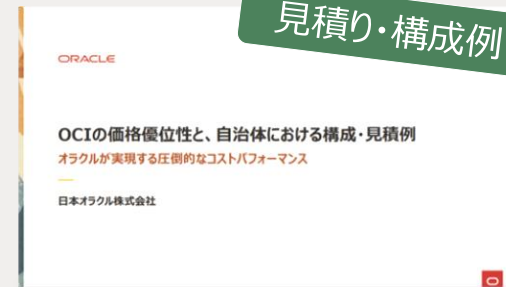 見積り・構成例
ORACLE
OCIの価格優位性と、自治体における構成・見積例
オラクルが実現する圧倒的なコストパフォーマンス
日本オラクル株式会社